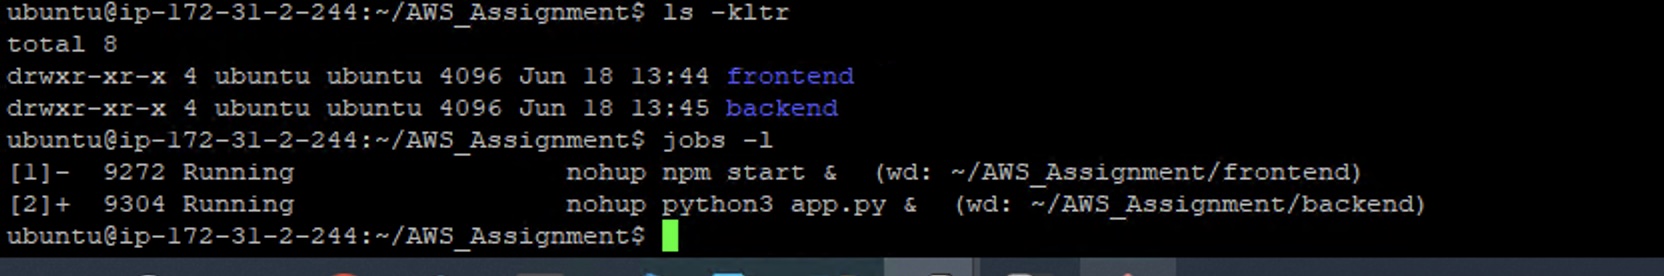 ubuntu@ip-172-31-2-244:~/AWS_Assignment$ ls -kltr
total 8
drwxr-xr-x 4 ubuntu ubuntu 4096 Jun 18 13:44 frontend
drwxr-xr-x 4 ubuntu ubuntu 4096 Jun 18 13:45 backend
ubuntu@ip-172-31-2-244:~/AWS_Assignment$ jobs -l
[1]-  9272 Running                 nohup npm start &  (wd: ~/AWS_Assignment/frontend)
[2]+  9304 Running                 nohup python3 app.py &  (wd: ~/AWS_Assignment/backend)
ubuntu@ip-172-31-2-244:~/AWS_Assignment$